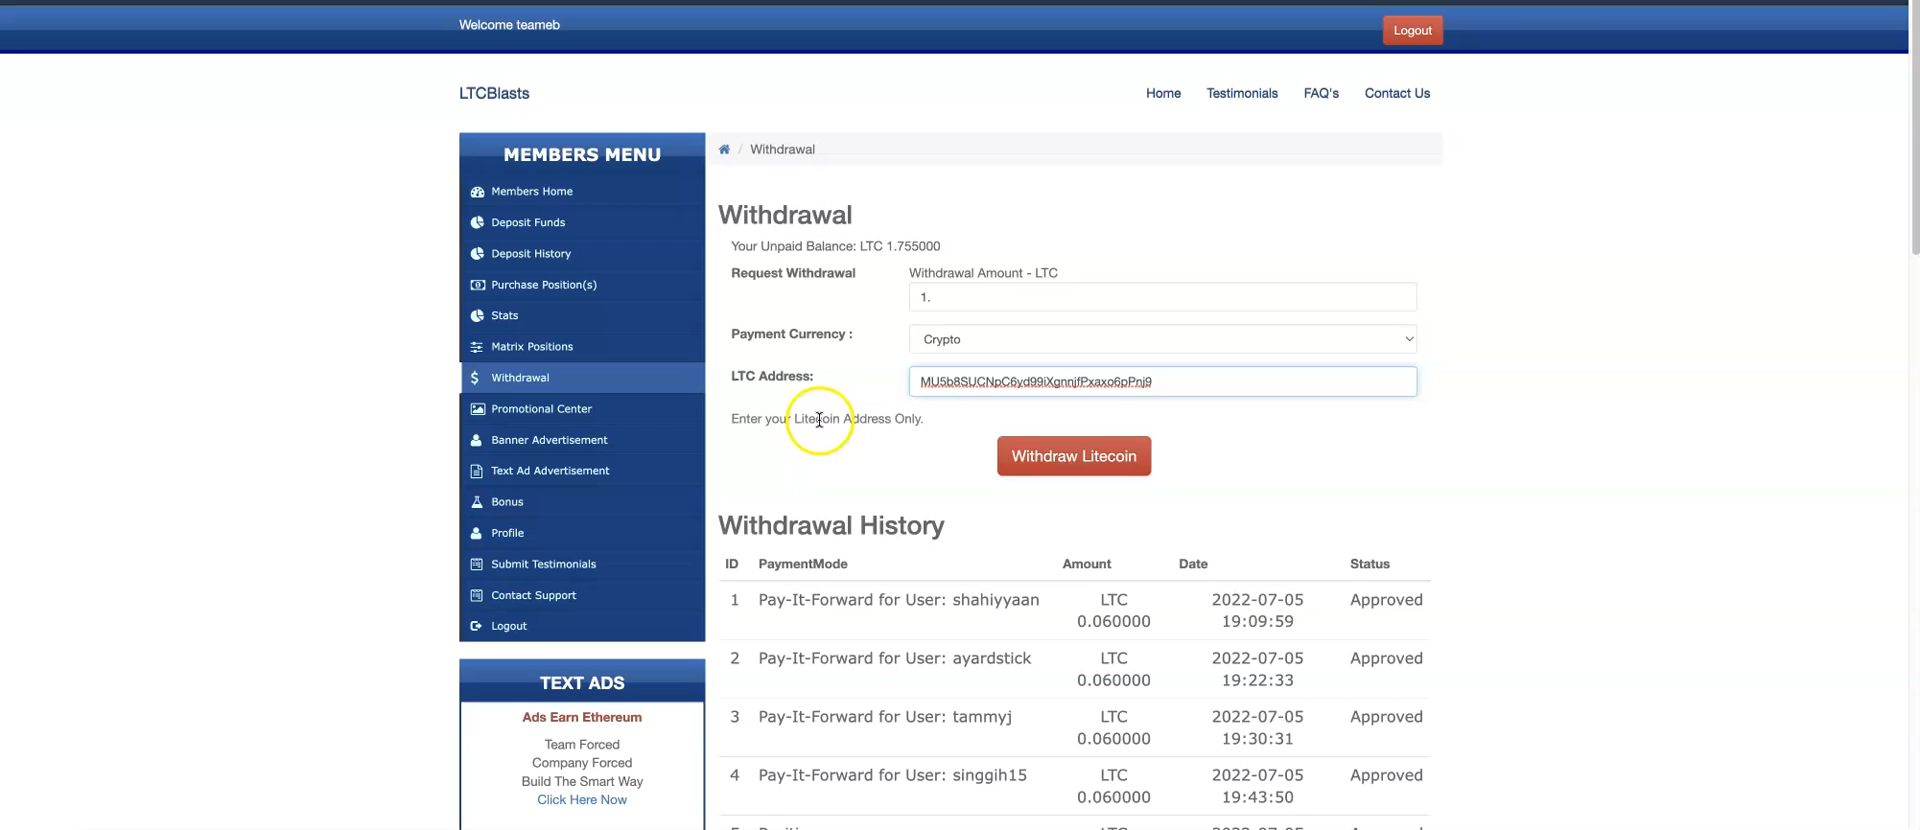 Welcome teameb
Logout
LTCBlasts
Home Testimonials FAQ's Contact Us
MEMBERS MENU
Members Home
Deposit Funds
Deposit History
Purchase Position(s)
Stats
Matrix Positions
Withdrawal
Promotional Center
Banner Advertisement
Text Ad Advertisement
Bonus
Profile
Submit Testimonials
Contact Support
Logout
TEXT ADS
Ads Earn Ethereum
Team Forced
Company Forced
Build The Smart Way
Click Here Now
/ Withdrawal
Withdrawal
Your Unpaid Balance: LTC 1.755000
Request Withdrawal
Withdrawal Amount - LTC
1.
Payment Currency :
Crypto
LTC Address:
MU5b8SUCNpC6yd99iXgnnjfPxaxo6pPnj9
Enter your Litecoin Address Only.
Withdraw Litecoin
Withdrawal History
ID PaymentMode Amount Date Status
1 Pay-It-Forward for User: shahiyyaan LTC 2022-07-05 Approved
0.060000 19:09:59
2 Pay-It-Forward for User: ayardstick LTC 2022-07-05 Approved
0.060000 19:22:33
3 Pay-It-Forward for User: tammyj LTC 2022-07-05 Approved
0.060000 19:30:31
4 Pay-It-Forward for User: singgih15 LTC 2022-07-05 Approved
0.060000 19:43:50